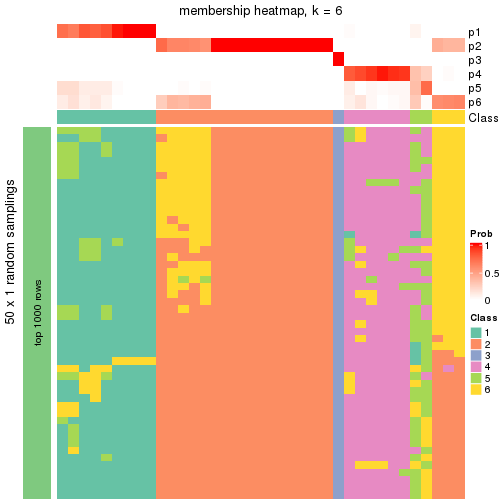 membership heatmap, k = 6
p1
p2
p3
p4
p5
p6
Class
50 x 1 random samplings
top 1000 rows
Prob
1
0.5
0
Class
1
2
3
4
5
6